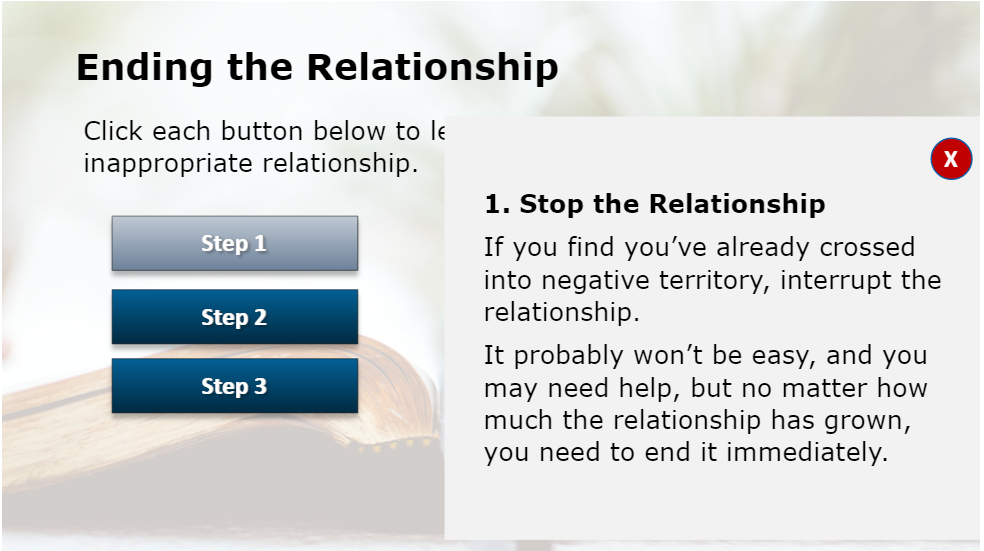 Ending the Relationship
Click each button below to
inappropriate relationship.
X
Step 1
Step 2
Step 3
1. Stop the Relationship
If you find you’ve already crossed
into negative territory, interrupt the
relationship.
It probably won’t be easy, and you
may need help, but no matter how
much the relationship has grown,
you need to end it immediately.